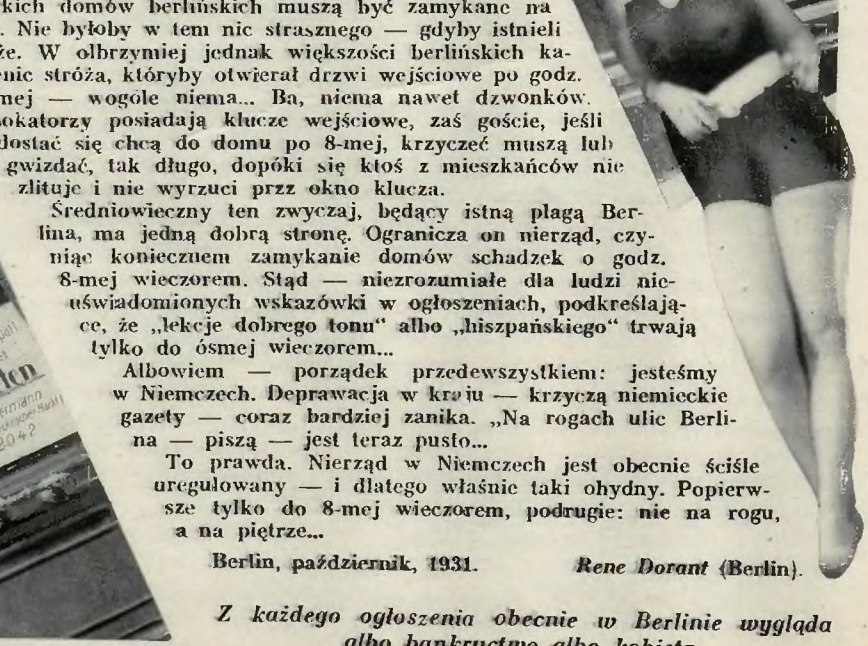 kich domów berlińskich muszą być zamykane na
. Nie byłoby w tem nic strasznego — gdyby istnieli
że. W olbrzymiej jednak większości berlińskich ka-
enic stróża, któryby otwierał drzwi wejściowe po godz.
mej — wogóle niema... Ba, niema nawet dzwonków.
okatorzy posiadają klucze wejściowe, zaś goście, jeśli
dostać się chcą do domu po 8-mej, krzyczeć muszą lub
gwizdać, tak długo, dopóki się ktoś z mieszkańców nie
zlituje i nie wyrzuci przz okno klucza.
Średniowieczny ten zwyczaj, będący istną plagą Ber-
lina, ma jedną dobrą stronę. Ogranicza on nierząd, czy-
niąc koniecznem zamykanie domów schadzek o godz.
8-mej wieczorem. Stąd — niezrozumiałe dla ludzi nie-
uświadomionych wskazówki w ogłoszeniach, podkreślają-
ce, że „lekcje dobrego tonu“ albo „hiszpańskiego“ trwają
tylko do ósmej wieczorem...
Albowiem — porządek przedewszystkiem: jesteśmy
w Niemczech. Deprawacja w kraju — krzyczą niemieckie
gazety — coraz bardziej zanika. „Na rogach ulic Berli-
na — piszą — jest teraz pusto...
To prawda. Nierząd w Niemczech jest obecnie ściśle
uregulowany — i dlatego właśnie taki ohydny. Popierw-
sze tylko do 8-mej wieczorem, podrugie: nie na rogu,
a na piętrze...
Berlin, październik, 1931. Rene Dorant (Berlin).
Z każdego ogłoszenia obecnie w Berlinie wygląda
albo bankructwo albo kobieta
2042